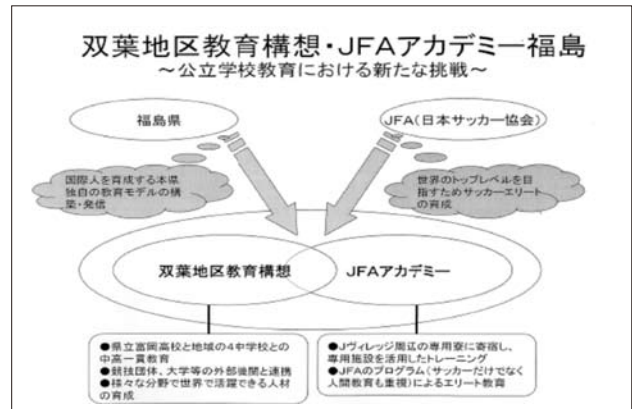 双葉地区教育構想・JFAアカデミー福島
～公立学校教育における新たな挑戦～
福島県
JFA(日本サッカー協会)
国際人を育成する本県
独自の教育モデルの構
築・発信
世界のトップレベルを目
指すためサッカーエリート
の育成
双葉地区教育構想
JFAアカデミー
●県立富岡高校と地域の4中学校との
中高一貫教育
●競技団体、大学等の外部機関と連携
●様々な分野で世界で活躍できる人材
の育成
●Jヴィレッジ周辺の専用寮に寄宿し、
専用施設を活用したトレーニング
●JFAのプログラム(サッカーだけでなく
人間教育も重視)によるエリート教育